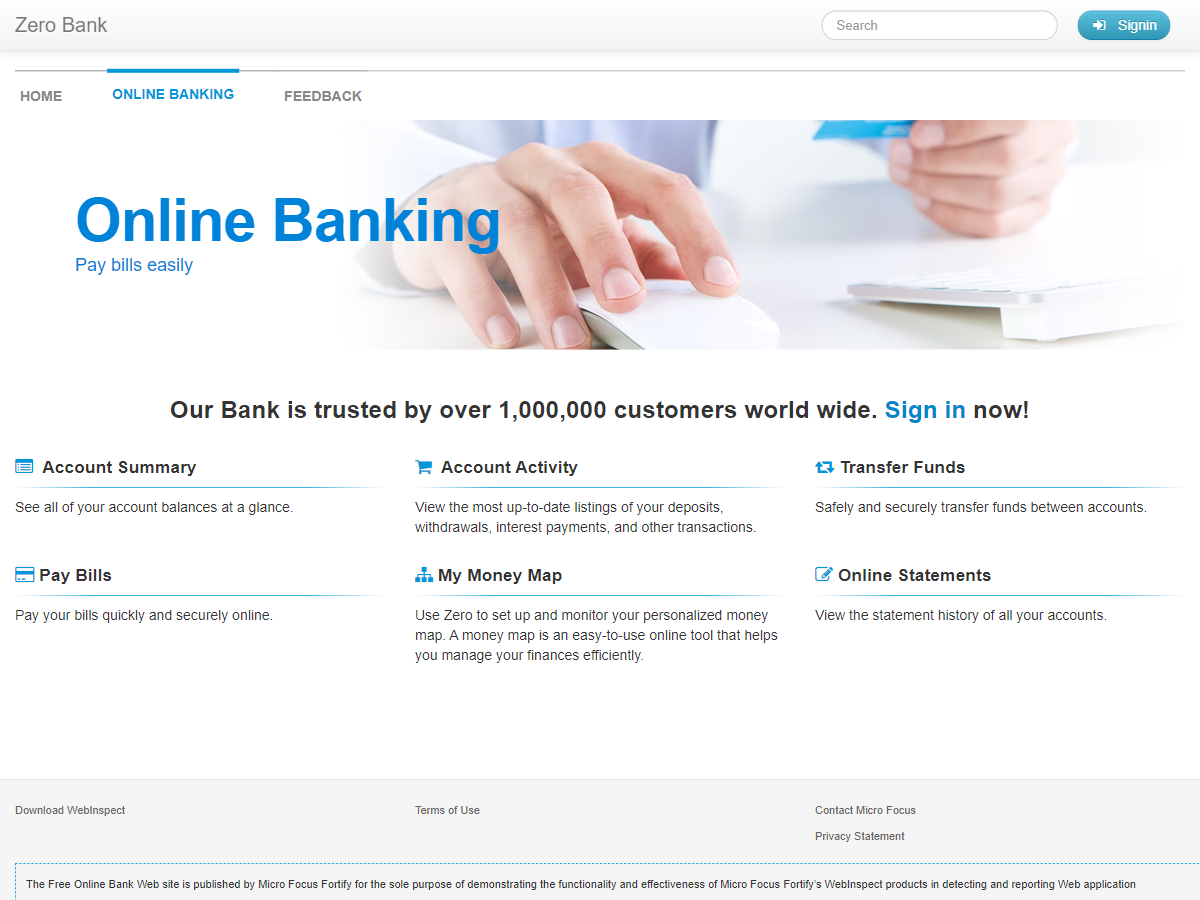 Zero Bank
Search
Signin
HOME
ONLINE BANKING
FEEDBACK
Online Banking
Pay bills easily
Our Bank is trusted by over 1,000,000 customers world wide. Sign in now!
Account Summary
See all of your account balances at a glance.
Account Activity
View the most up-to-date listings of your deposits,
withdrawals, interest payments, and other transactions.
Transfer Funds
Safely and securely transfer funds between accounts.
Pay Bills
Pay your bills quickly and securely online.
My Money Map
Use Zero to set up and monitor your personalized money
map. A money map is an easy-to-use online tool that helps
you manage your finances efficiently.
Online Statements
View the statement history of all your accounts.
Download WebInspect
Terms of Use
Contact Micro Focus
Privacy Statement
The Free Online Bank Web site is published by Micro Focus Fortify for the sole purpose of demonstrating the functionality and effectiveness of Micro Focus Fortify's WebInspect products in detecting and reporting Web application